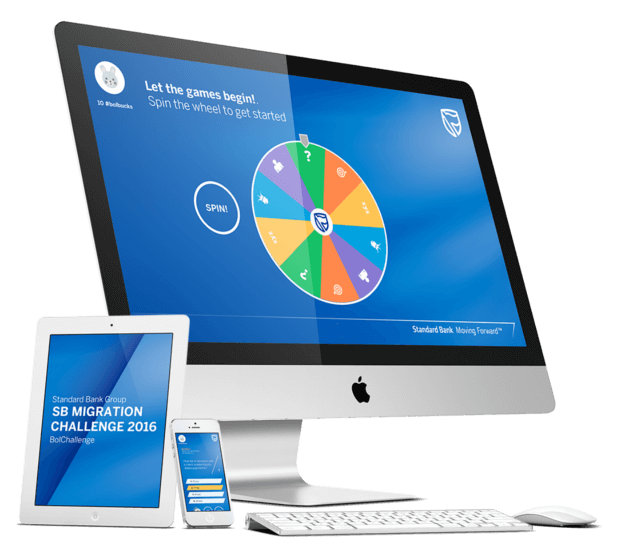 Let the games begin!.
Spin the wheel to get started
10 #bolbucks
?
SPIN!
?
Standard Bank Moving Forward™
Standard Bank Group
SB MIGRATION
CHALLENGE 2016
BolChallenge